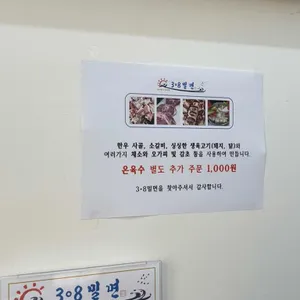 3·8밀면
한우 사골, 소갈비, 싱싱한 생육고기(돼지, 닭)의
여러가지 채소와 오가피 및 감초 등을 사용하여 만듭니다.
온육수 별도 추가 주문 1,000원
3·8밀면을 찾아주셔서 감사합니다.
3·8밀면